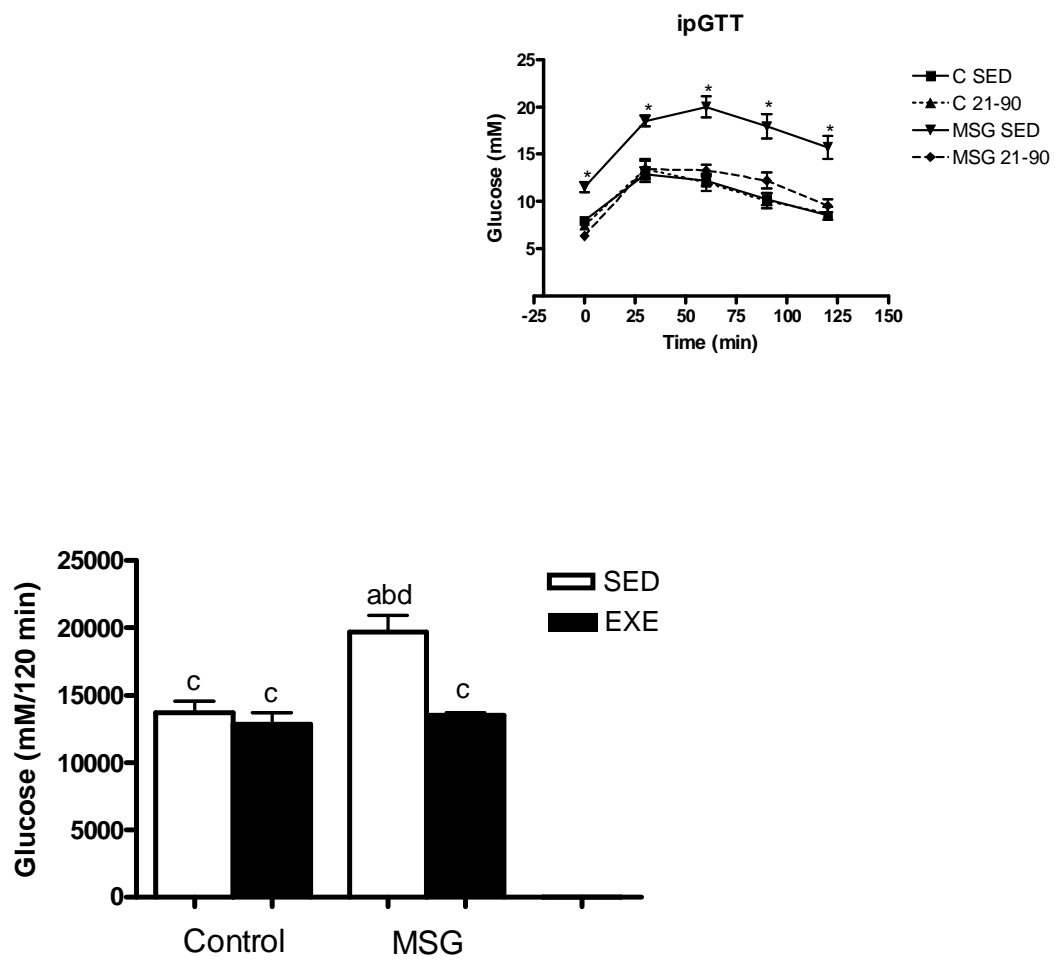 ipGTT
25
20
15
10
5
Glucose (mM)
* * * * *
-25 0 25 50 75 100 125 150
Time (min)
C SED
C 21-90
MSG SED
MSG 21-90
25000
20000
15000
10000
5000
0
Glucose (mM/120 min)
c c abd c
SED
EXE
Control MSG